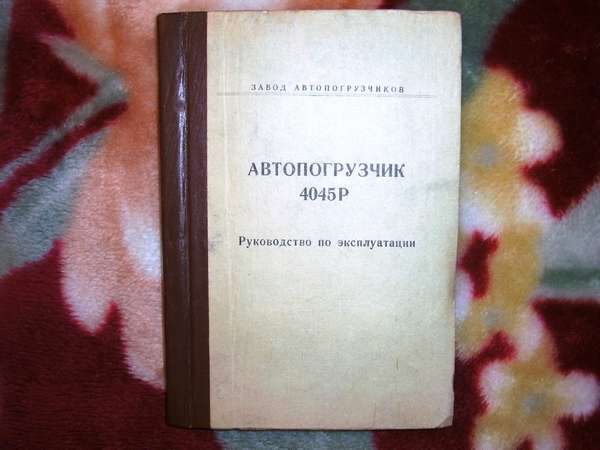 ЗАВОД АВТОПОГРУЗЧИКОВ
АВТОПОГРУЗЧИК
4045Р
Руководство по эксплуатации